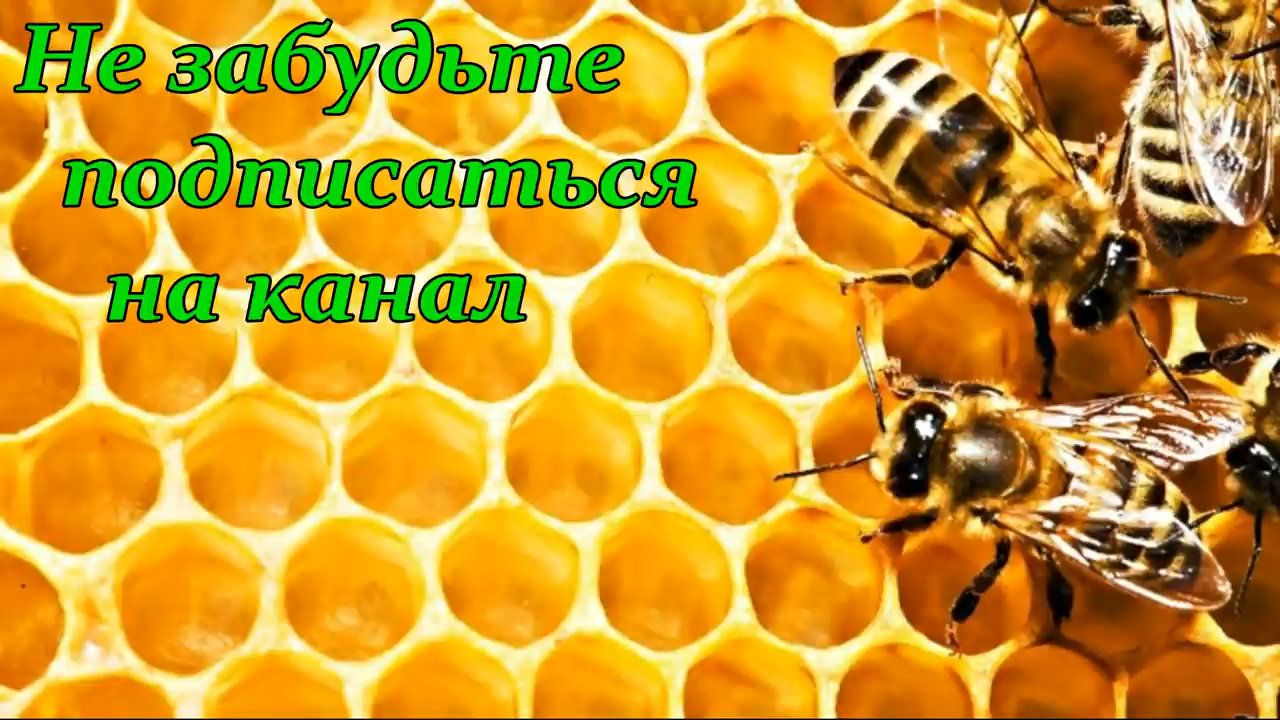 Не забудьте
подписаться
на канал